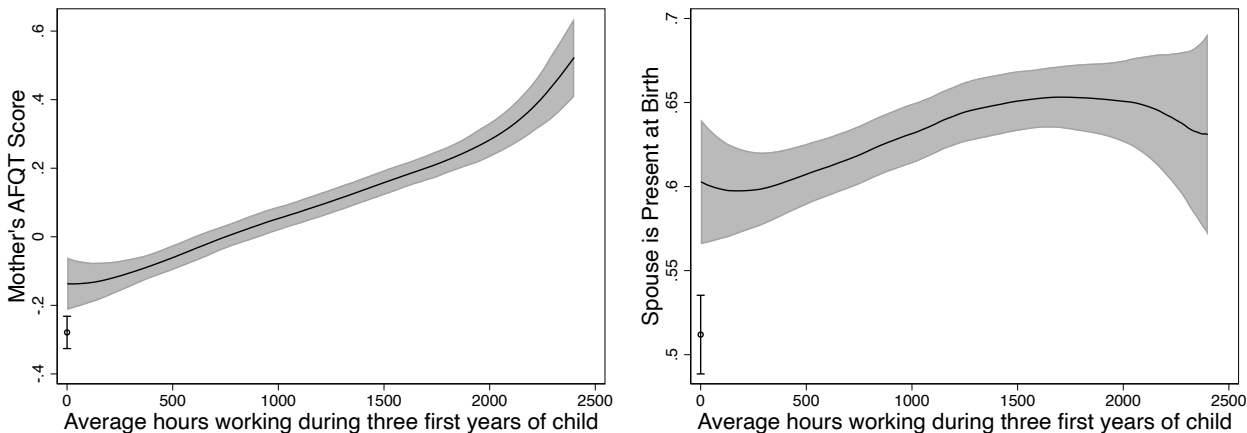 Mother's AFQT Score
.6
.4
.2
0
-.2
-.4
0 500 1000 1500 2000 2500
Average hours working during three first years of child
Spouse is Present at Birth
.7
.65
.6
.55
.5
0 500 1000 1500 2000 2500
Average hours working during three first years of child